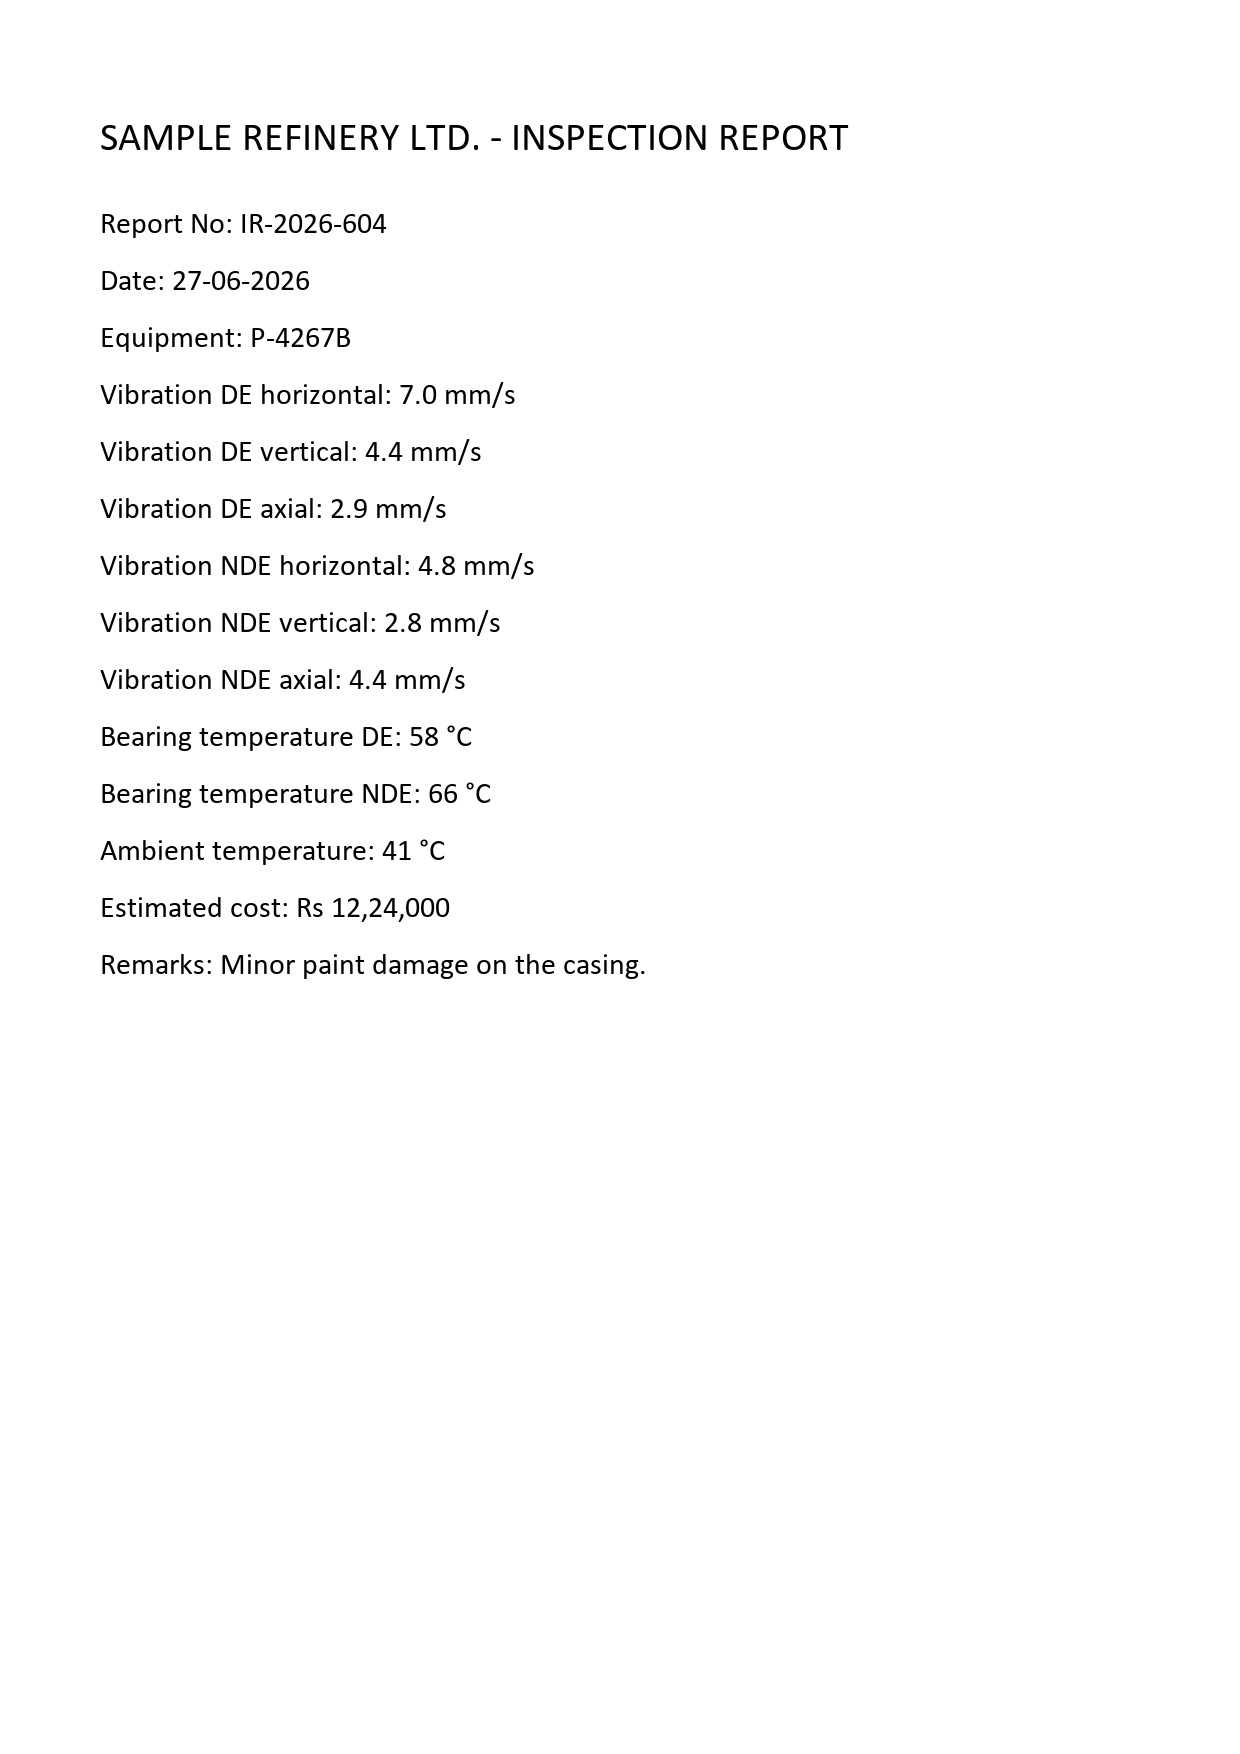 SAMPLE REFINERY LTD. - INSPECTION REPORT
Report No: IR-2026-604
Date: 27-06-2026
Equipment: P-4267B
Vibration DE horizontal: 7.0 mm/s
Vibration DE vertical: 4.4 mm/s
Vibration DE axial: 2.9 mm/s
Vibration NDE horizontal: 4.8 mm/s
Vibration NDE vertical: 2.8 mm/s
Vibration NDE axial: 4.4 mm/s
Bearing temperature DE: 58 °C
Bearing temperature NDE: 66 °C
Ambient temperature: 41 °C
Estimated cost: Rs 12,24,000
Remarks: Minor paint damage on the casing.